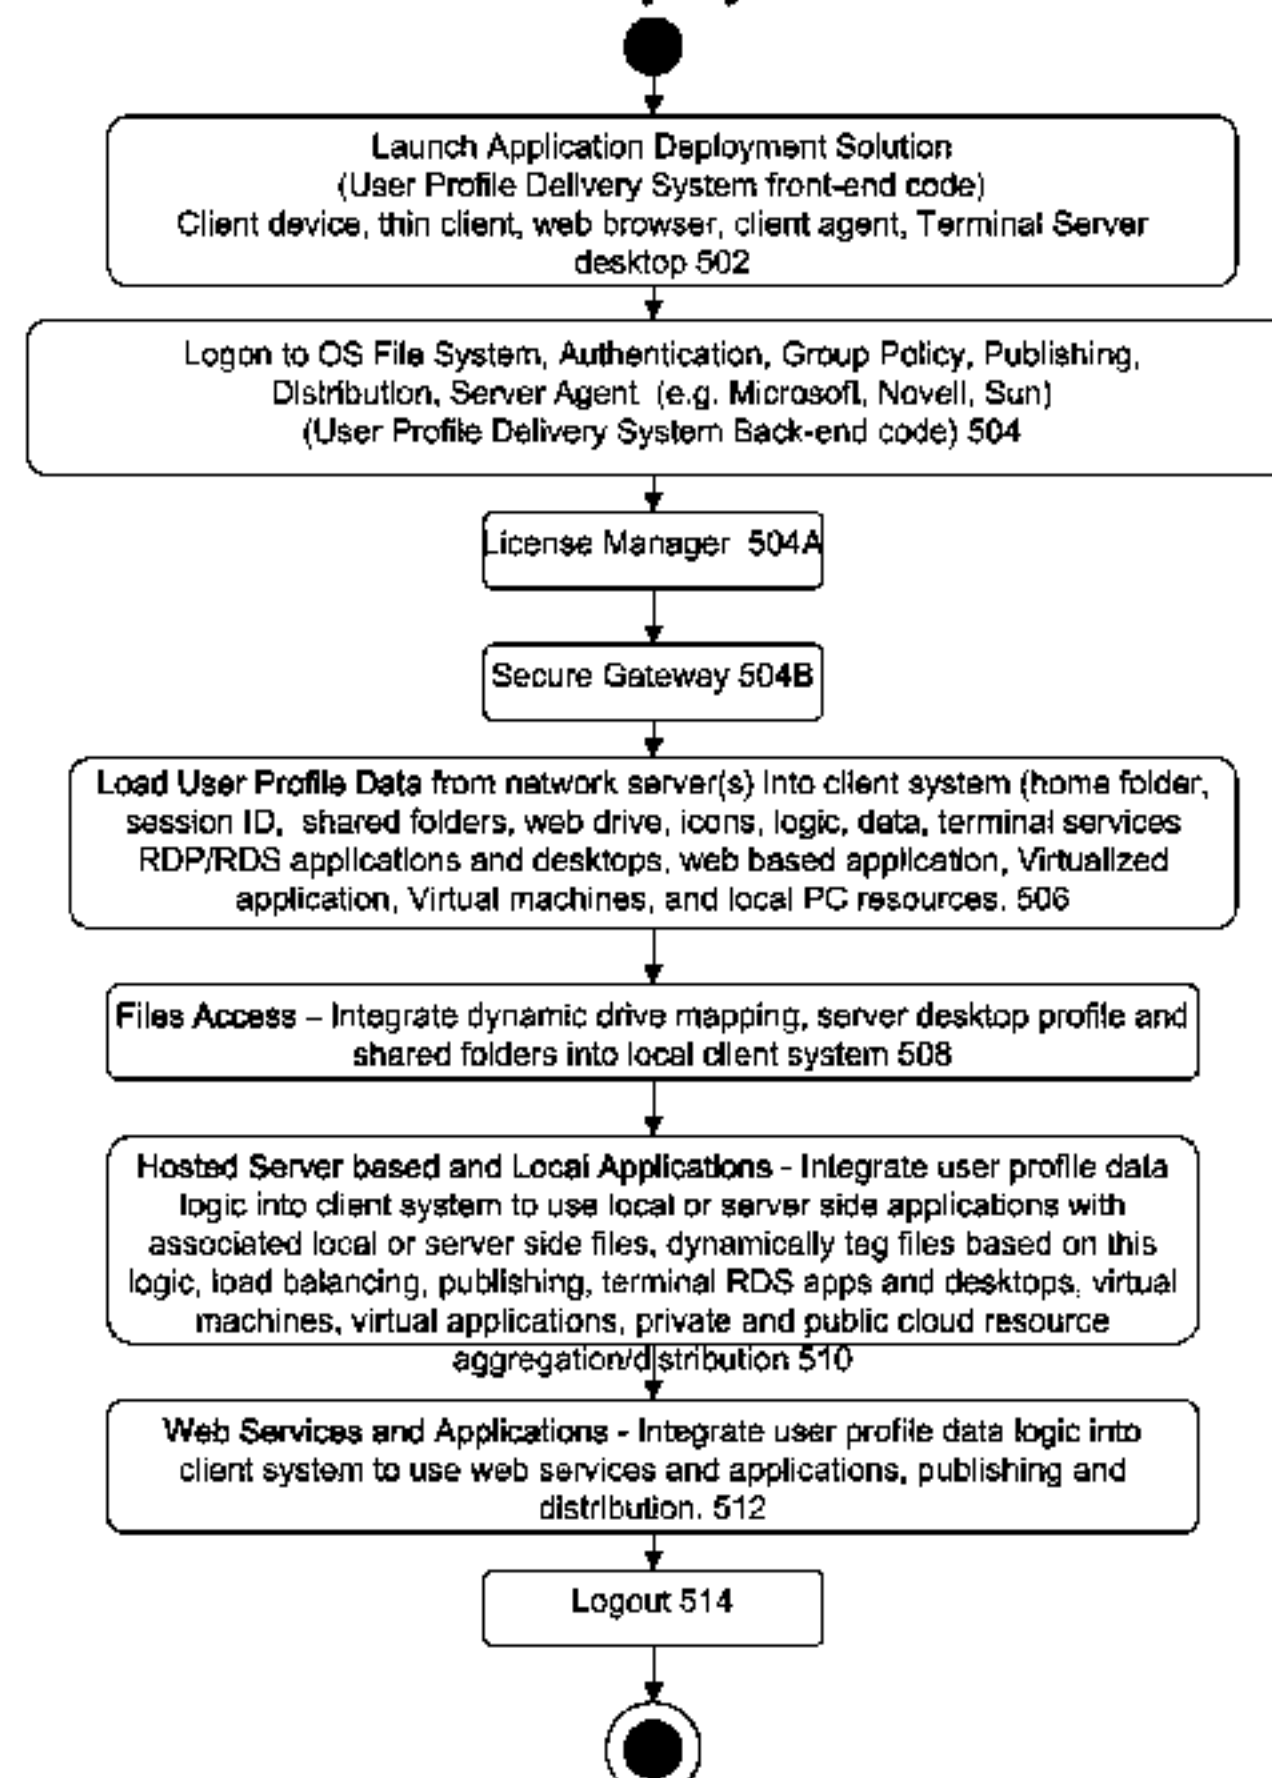 Launch Application Deployment Solution
(User Profile Delivery System front-end code)
Client device, thin client, web browser, client agent, Terminal Server
desktop 502
Logon to OS File System, Authentication, Group Policy, Publishing,
Distribution, Server Agent (e.g. Microsoft, Novell, Sun)
(User Profile Delivery System Back-end code) 504
License Manager 504A
Secure Gateway 504B
Load User Profile Data from network server(s) into client system (home folder,
session ID, shared folders, web drive, icons, logic, data, terminal services
RDP/RDS applications and desktops, web based application, Virtualized
application, Virtual machines, and local PC resources. 506
Files Access – Integrate dynamic drive mapping, server desktop profile and
shared folders into local client system 508
Hosted Server based and Local Applications - Integrate user profile data
logic into client system to use local or server side applications with
associated local or server side files, dynamically tag files based on this
logic, load balancing, publishing, terminal RDS apps and desktops, virtual
machines, virtual applications, private and public cloud resource
aggregation/distribution 510
Web Services and Applications - Integrate user profile data logic into
client system to use web services and applications, publishing and
distribution. 512
Logout 514